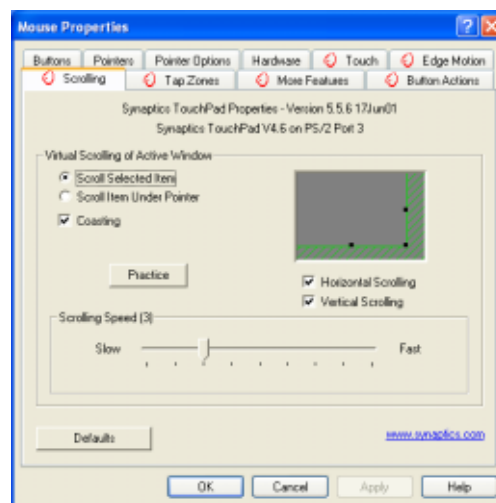 Mouse Properties
Buttons Pointers Pointer Options Hardware Touch Edge Motion
Scrolling Tap Zones More Features Button Actions
Synaptics TouchPad Properties - Version 5.5.6 17Jun01
Synaptics TouchPad V4.6 on PS/2 Port 3
Virtual Scrolling of Active Window
Scroll Selected Item
Scroll Item Under Pointer
Coasting
Practice
Horizontal Scrolling
Vertical Scrolling
Scrolling Speed (3)
Slow Fast
Defaults www.synaptics.com
OK Cancel Apply Help